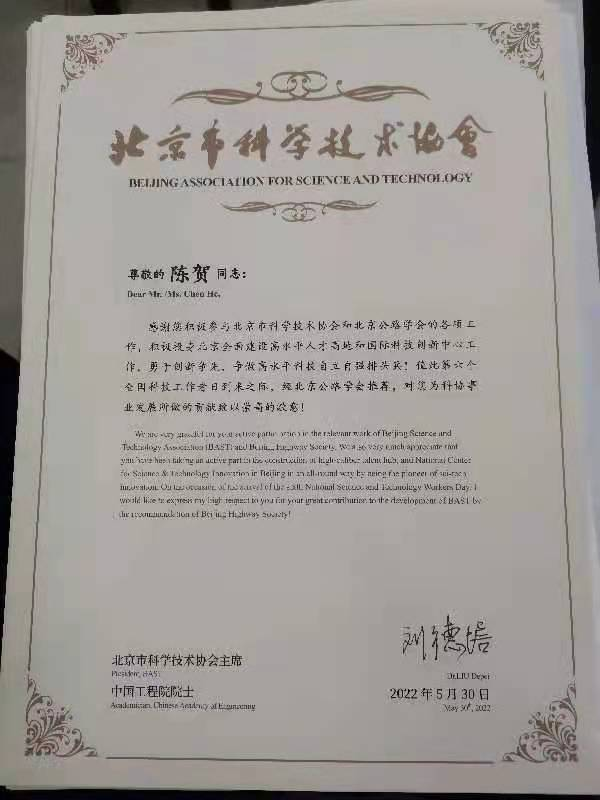 北京市科学技术协会
BEIJING ASSOCIATION FOR SCIENCE AND TECHNOLOGY
尊敬的 陈贺 同志：
Dear Mr. /Ms. Chen He,
感谢您积极参与北京市科学技术协会和北京公路学会的各项工
作，积极投身北京全面建设高水平人才高地和国际科技创新中心工
作，勇于创新争先，争做高水平科技自立自强排头兵！值此第六个
全国科技工作者日到来之际，经北京公路学会推荐，对您为科协事
业发展所做的贡献致以崇高的敬意！
We are very grateful for your active participation in the relevant work of Beijing Science and
Technology Association (BAST) and Beijing Highway Society. We also very much appreciate that
you have been taking an active part in the construction of high-caliber talent hub, and National Center
for Science & Technology Innovation in Beijing in an all-round way by being the pioneer of sci-tech
innovation. On the occasion of the arrival of the sixth National Science and Technology Workers Day, I
would like to express my high respect to you for your great contribution to the development of BAST by
the recommendation of Beijing Highway Society!
刘德培
北京市科学技术协会主席
President, BAST
Dr.LIU Depei
中国工程院院士
2022 年 5 月 30 日
Academician, Chinese Academy of Engineering
May 30th, 2022